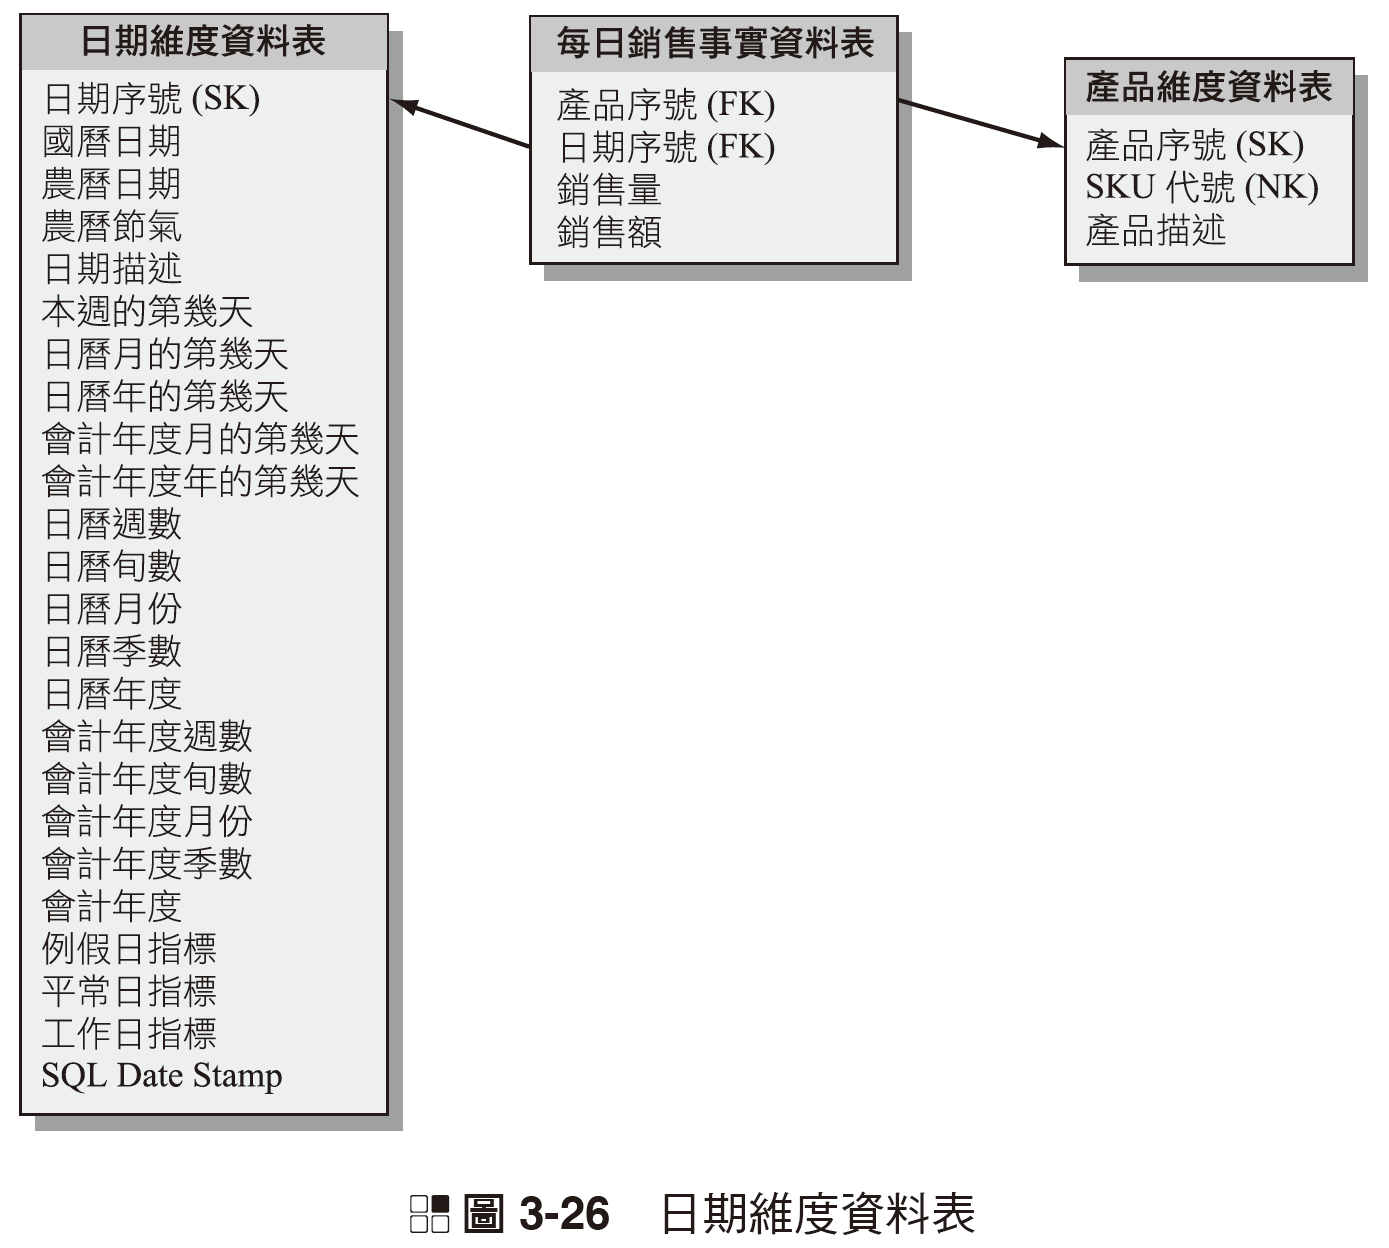 日期維度資料表
日期序號 (SK)
國曆日期
農曆日期
農曆節氣
日期描述
本週的第幾天
日曆月的第幾天
日曆年的第幾天
會計年度月的第幾天
會計年度年的第幾天
日曆週數
日曆旬數
日曆月份
日曆季數
日曆年度
會計年度週數
會計年度旬數
會計年度月份
會計年度季數
會計年度
例假日指標
平常日指標
工作日指標
SQL Date Stamp
每日銷售事實資料表
產品序號 (FK)
日期序號 (FK)
銷售量
銷售額
產品維度資料表
產品序號 (SK)
SKU 代號 (NK)
產品描述
圖 3-26 日期維度資料表